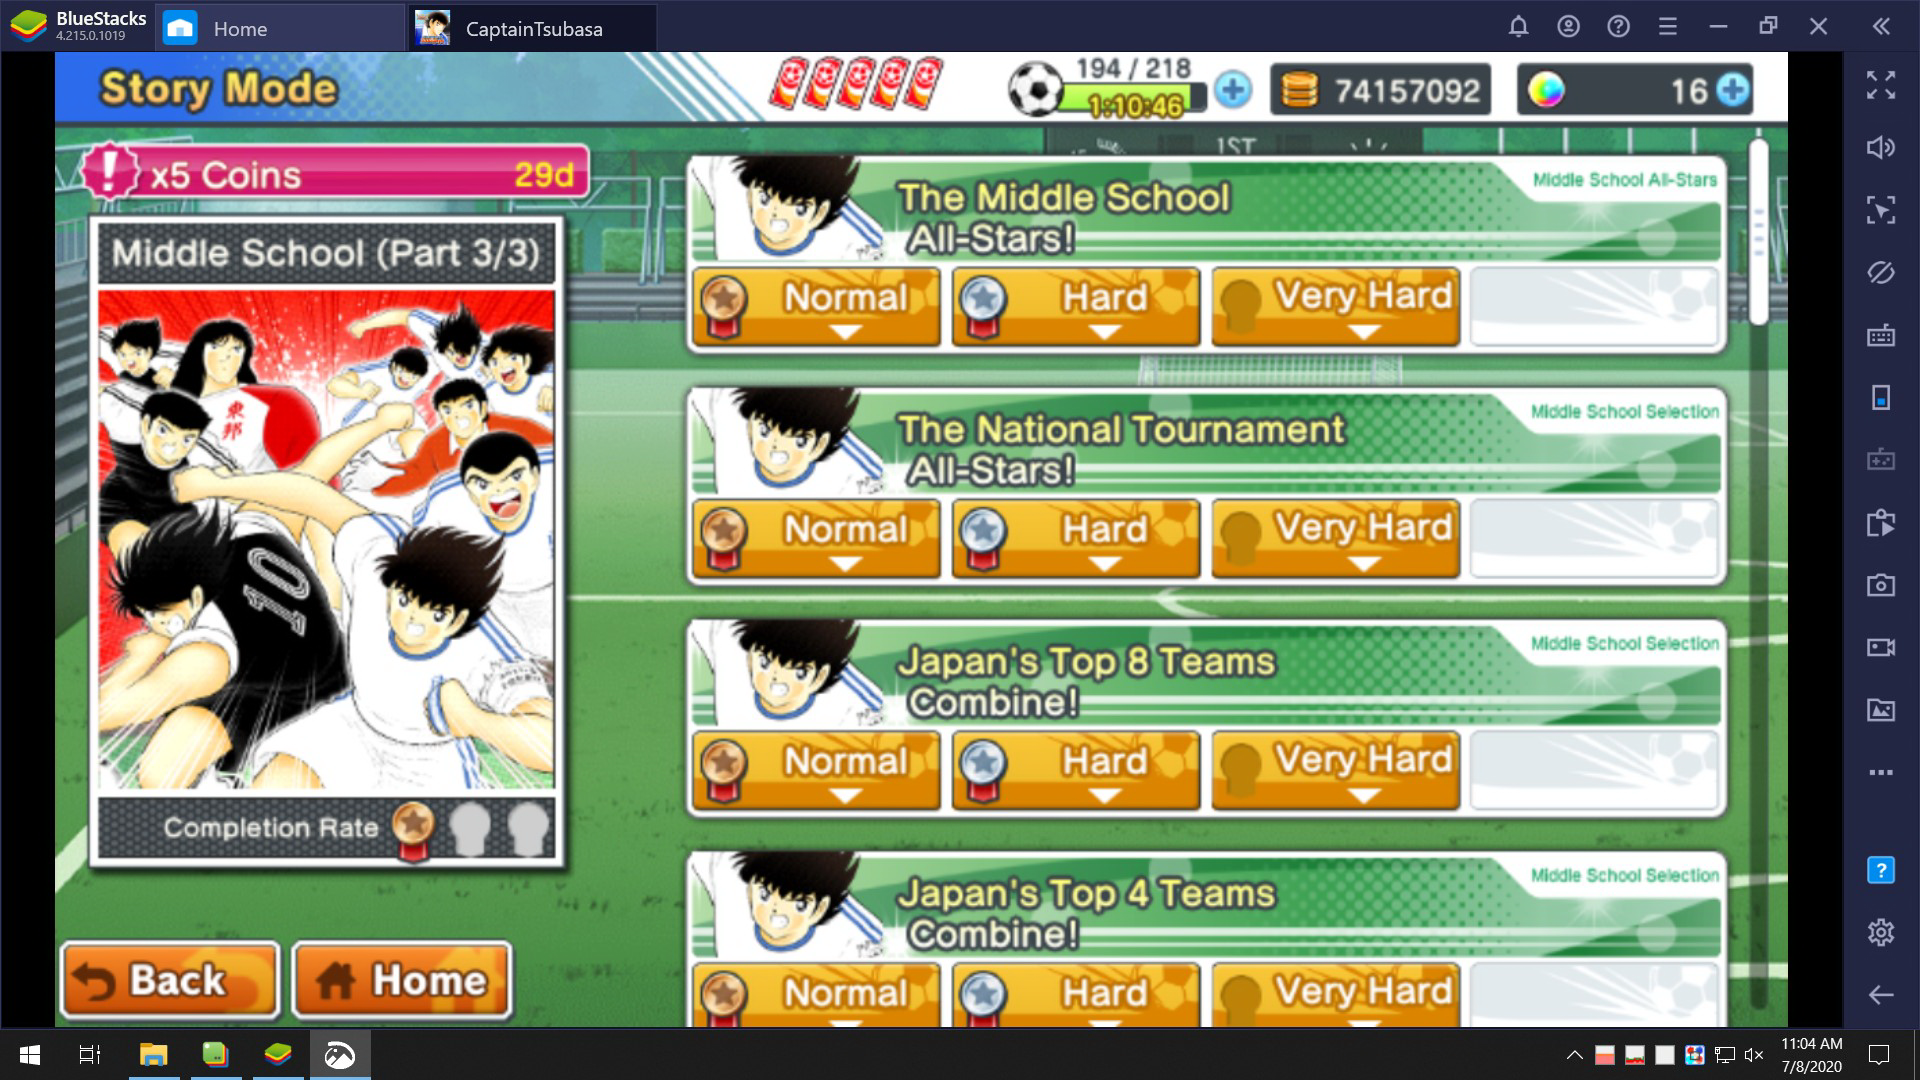 BlueStacks
4.215.0.1019
Home
CaptainTsubasa
Story Mode
194 / 218
1:10:46
74157092
16
x5 Coins
29d
1ST
Middle School (Part 3/3)
東邦
10
Completion Rate
Back
Home
The Middle School
All-Stars!
Middle School All-Stars
Normal
Hard
Very Hard
The National Tournament
All-Stars!
Middle School Selection
Normal
Hard
Very Hard
Japan's Top 8 Teams
Combine!
Middle School Selection
Normal
Hard
Very Hard
Japan's Top 4 Teams
Combine!
Middle School Selection
Normal
Hard
Very Hard
11:04 AM
7/8/2020